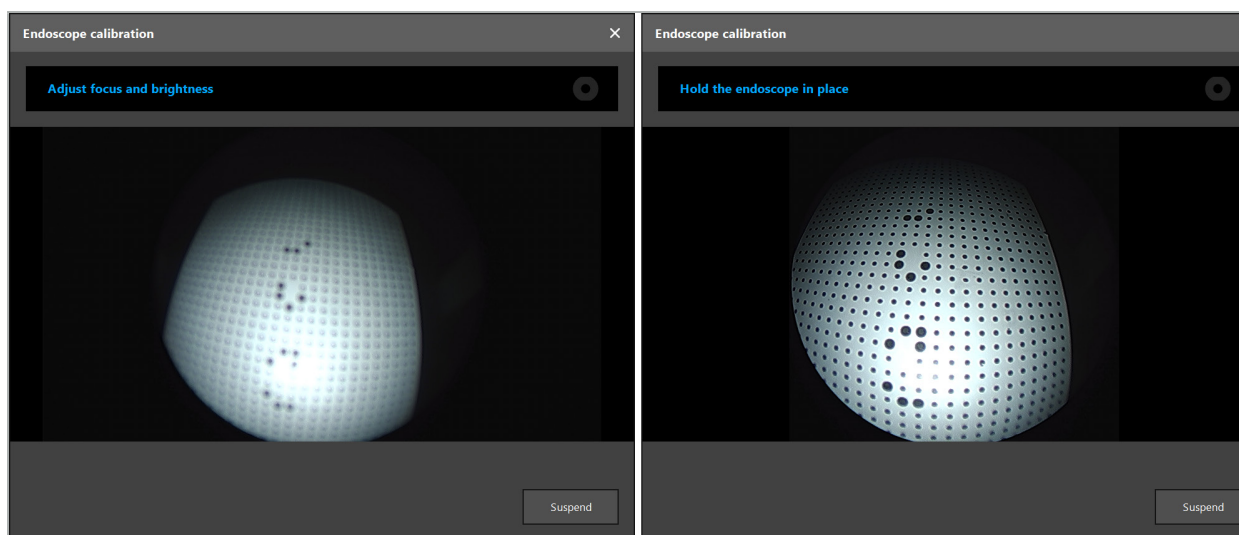 Endoscope calibration
Adjust focus and brightness
Suspend
Endoscope calibration
Hold the endoscope in place
Suspend